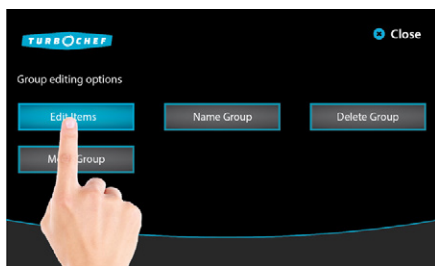 TURBOCHEF
Close
Group editing options
Edit Items
Name Group
Delete Group
Group